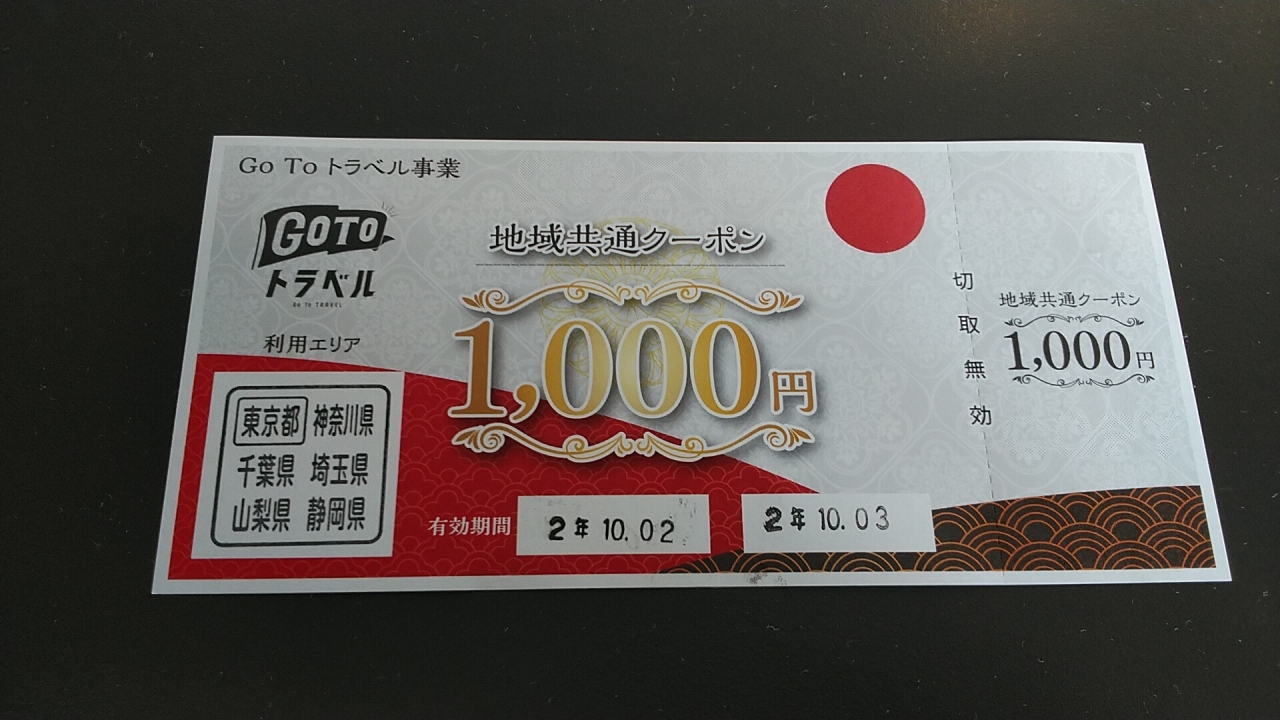 Go To トラベル事業
GOTO
トラベル
GO TO TRAVEL
地域共通クーポン
1,000円
利用エリア
東京都 神奈川県
千葉県 埼玉県
山梨県 静岡県
有効期間 2年 10.02 2年 10.03
切取無効
地域共通クーポン
1,000円